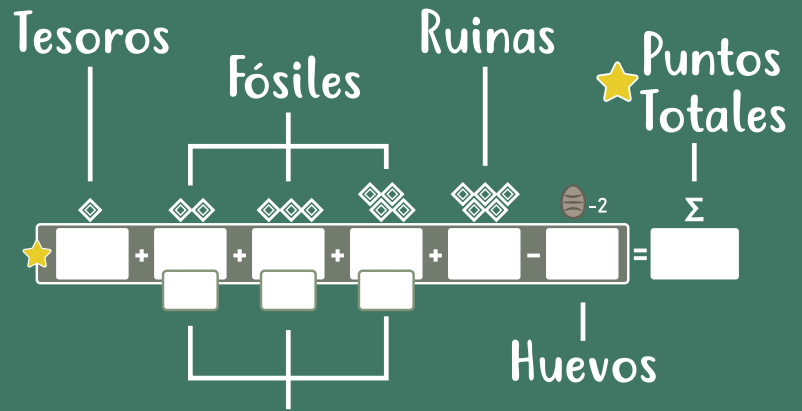 Tesoros
Fósiles
Ruinas
Puntos
Totales
-2
Σ
+ + + + - =
Huevos